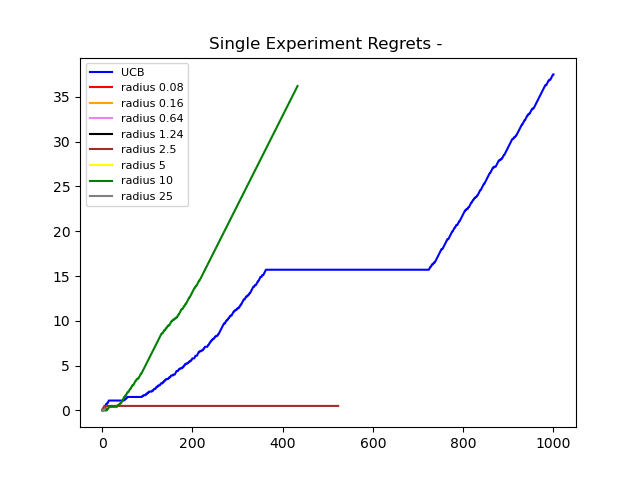 Single Experiment Regrets -
UCB
radius 0.08
radius 0.16
radius 0.64
radius 1.24
radius 2.5
radius 5
radius 10
radius 25
35
30
25
20
15
10
5
0
0 200 400 600 800 1000